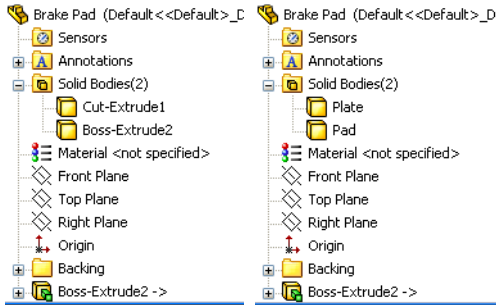 Brake Pad (Default<<Default>_D
Sensors
Annotations
Solid Bodies(2)
Cut-Extrude1
Boss-Extrude2
Material <not specified>
Front Plane
Top Plane
Right Plane
Origin
Backing
Boss-Extrude2 ->
Brake Pad (Default<<Default>_D
Sensors
Annotations
Solid Bodies(2)
Plate
Pad
Material <not specified>
Front Plane
Top Plane
Right Plane
Origin
Backing
Boss-Extrude2 ->